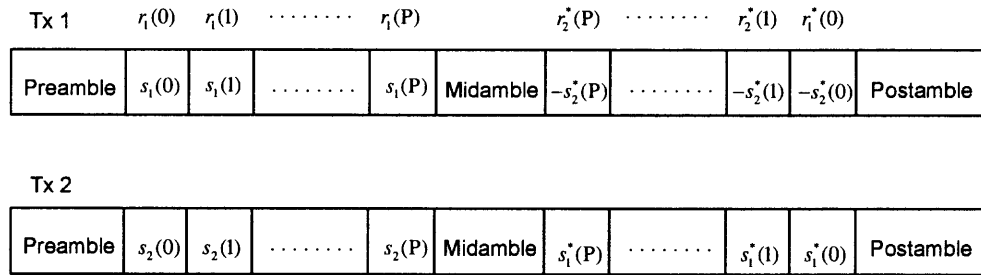 Tx 1 r₁(0) r₁(1) ········ r₁(P) r₂*(P) ········ r₂*(1) r₁*(0)
Preamble s₁(0) s₁(1) ········ s₁(P) Midamble −s₂*(P) ········ −s₂*(1) −s₂*(0) Postamble
Tx 2
Preamble s₂(0) s₂(1) ········ s₂(P) Midamble s₁*(P) ········ s₁*(1) s₁*(0) Postamble